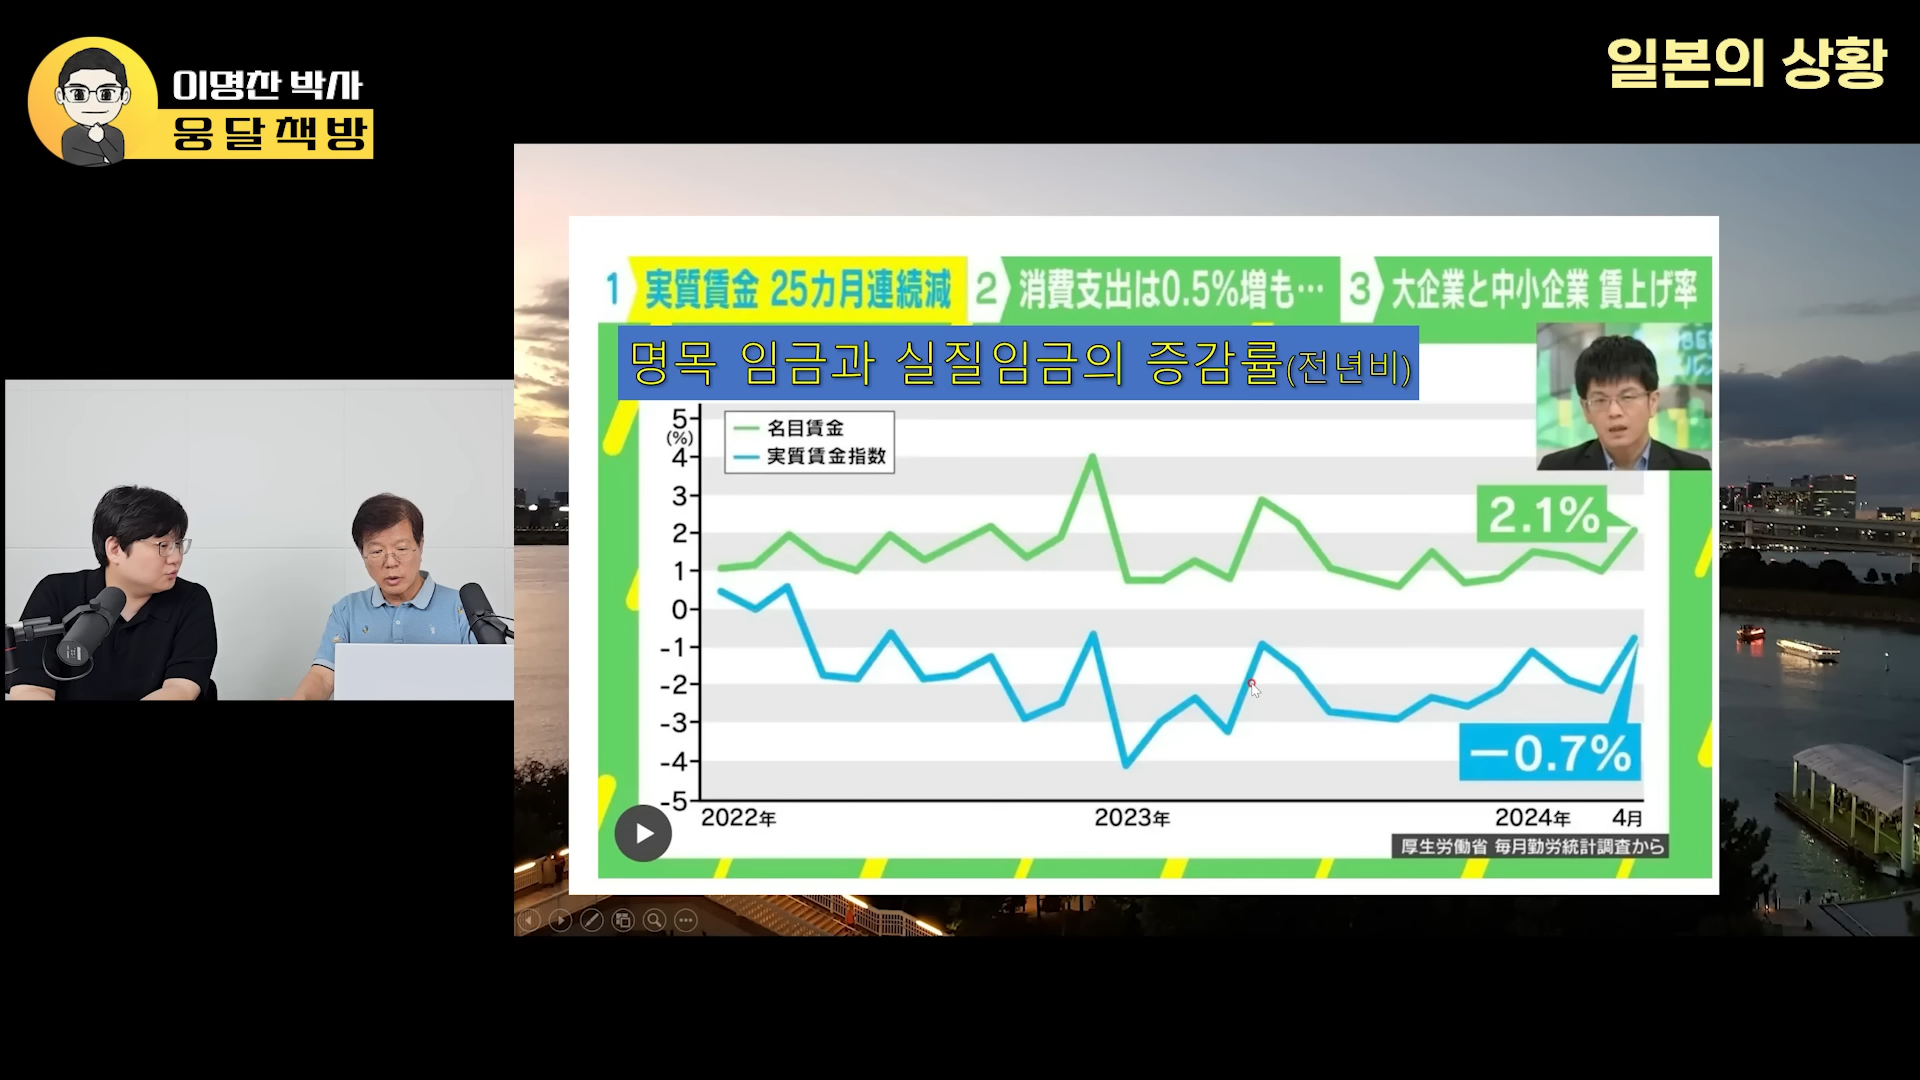 이명찬 박사
웅달책방
일본의 상황
1 実質賃金 25カ月連続減 2 消費支出は0.5%増も… 3 大企業と中小企業 賃上げ率
명목 임금과 실질임금의 증감률(전년비)
5
(%)
4
3
2
1
0
-1
-2
-3
-4
-5
名目賃金
実質賃金指数
2.1%
-0.7%
2022年 2023年 2024年 4月
厚生労働省 毎月勤労統計調査から